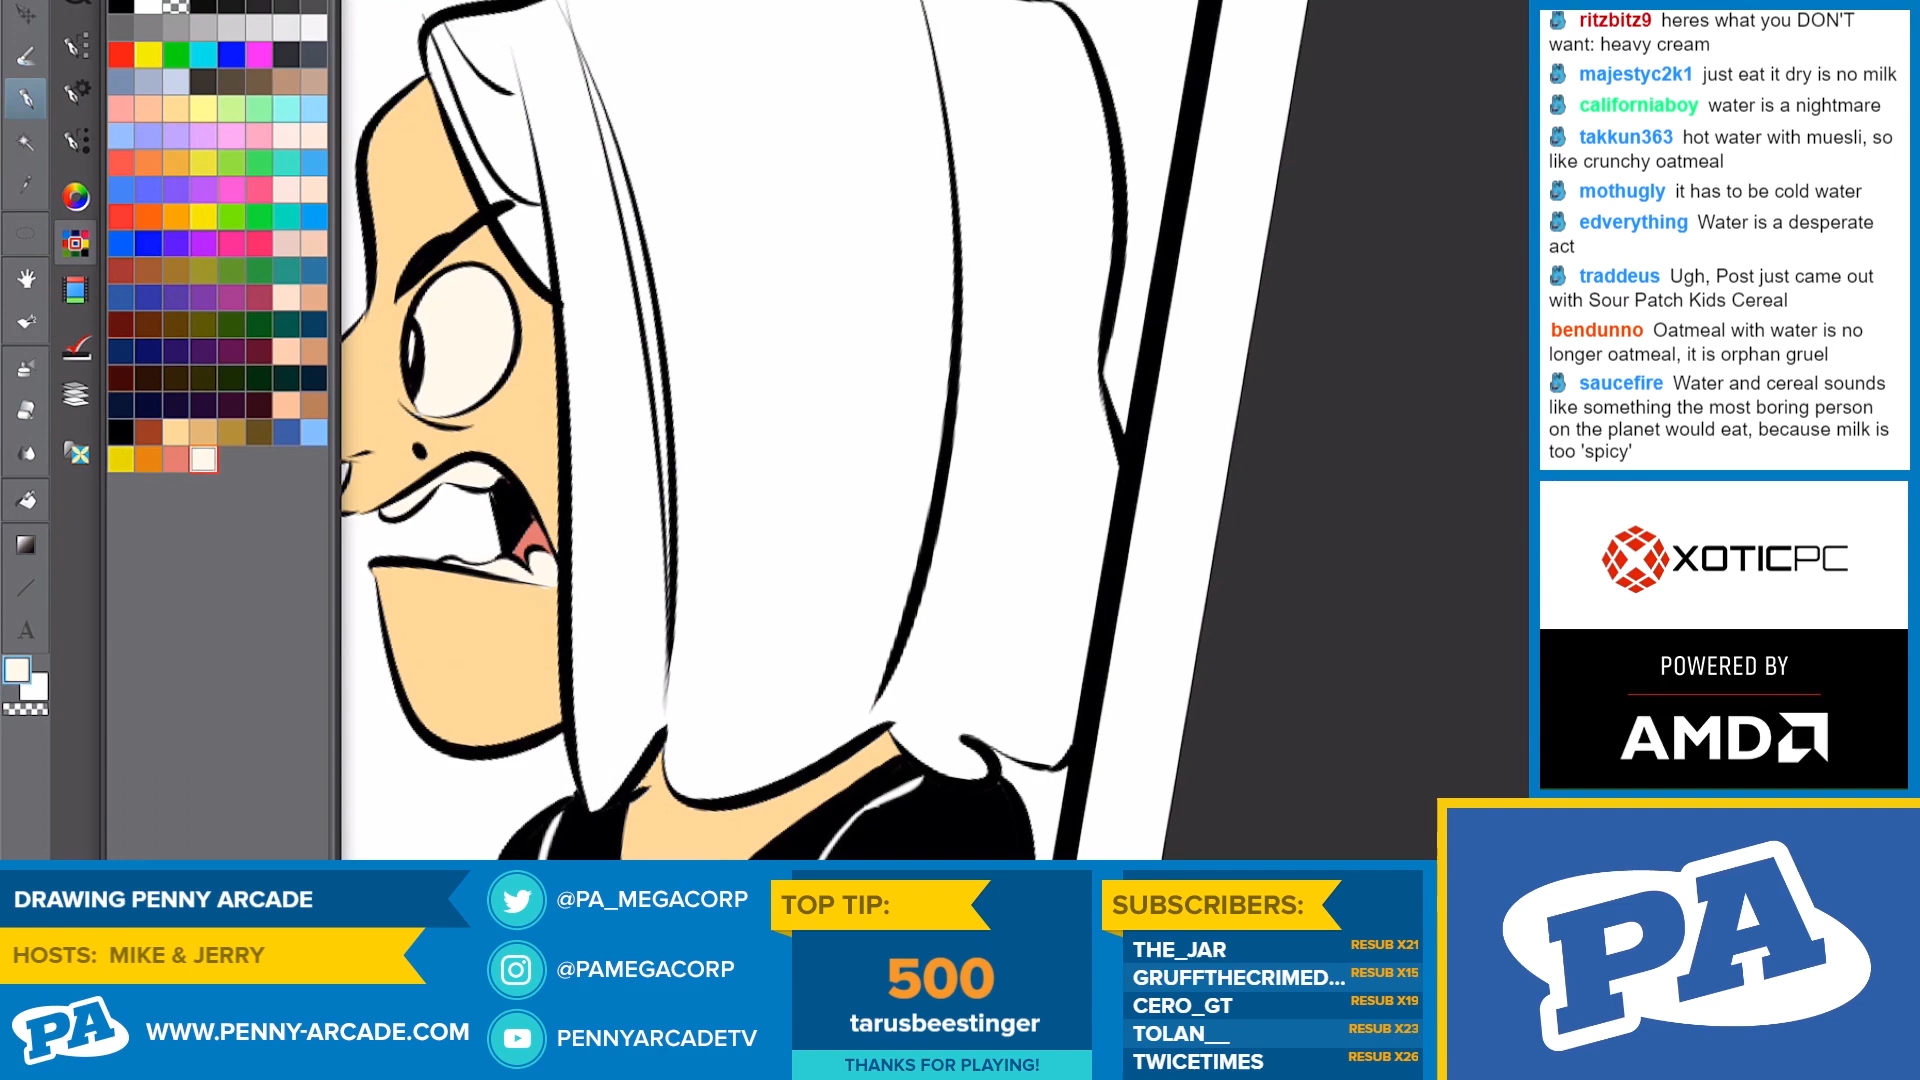 ritzbitz9 heres what you DON'T
want: heavy cream
majestyc2k1 just eat it dry is no milk
californiaboy water is a nightmare
takkun363 hot water with muesli, so
like crunchy oatmeal
mothugly it has to be cold water
edverything Water is a desperate
act
traddeus Ugh, Post just came out
with Sour Patch Kids Cereal
bendunno Oatmeal with water is no
longer oatmeal, it is orphan gruel
saucefire Water and cereal sounds
like something the most boring person
on the planet would eat, because milk is
too 'spicy'
XOTICPC
POWERED BY
AMD
A
DRAWING PENNY ARCADE
HOSTS: MIKE & JERRY
PA
WWW.PENNY-ARCADE.COM
@PA_MEGACORP
@PAMEGACORP
PENNYARCADETV
TOP TIP:
500
tarusbeestinger
THANKS FOR PLAYING!
SUBSCRIBERS:
THE_JAR RESUB X21
GRUFFTHECRIMED... RESUB X15
CERO_GT RESUB X19
TOLAN__ RESUB X23
TWICETIMES RESUB X26
PA